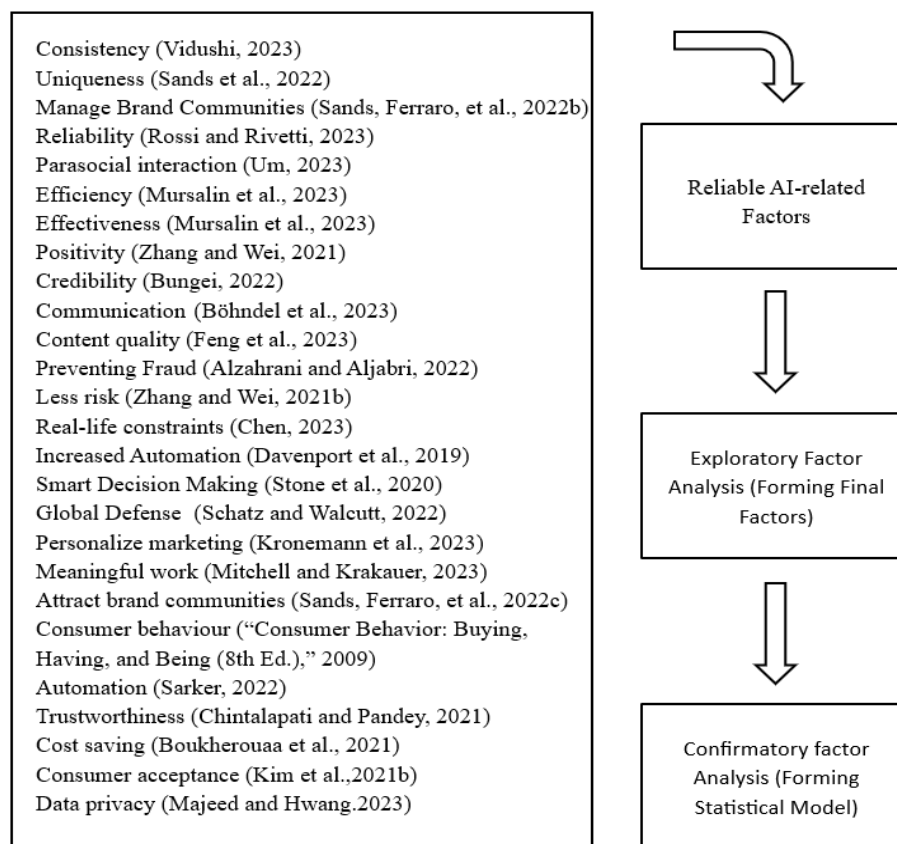 Consistency (Vidushi, 2023)
Uniqueness (Sands et al., 2022)
Manage Brand Communities (Sands, Ferraro, et al., 2022b)
Reliability (Rossi and Rivetti, 2023)
Parasocial interaction (Um, 2023)
Efficiency (Mursalin et al., 2023)
Effectiveness (Mursalin et al., 2023)
Positivity (Zhang and Wei, 2021)
Credibility (Bungei, 2022)
Communication (Böhndel et al., 2023)
Content quality (Feng et al., 2023)
Preventing Fraud (Alzahrani and Aljabri, 2022)
Less risk (Zhang and Wei, 2021b)
Real-life constraints (Chen, 2023)
Increased Automation (Davenport et al., 2019)
Smart Decision Making (Stone et al., 2020)
Global Defense (Schatz and Walcutt, 2022)
Personalize marketing (Kronemann et al., 2023)
Meaningful work (Mitchell and Krakauer, 2023)
Attract brand communities (Sands, Ferraro, et al., 2022c)
Consumer behaviour (“Consumer Behavior: Buying,
Having, and Being (8th Ed.),” 2009)
Automation (Sarker, 2022)
Trustworthiness (Chintalapati and Pandey, 2021)
Cost saving (Boukherouaa et al., 2021)
Consumer acceptance (Kim et al.,2021b)
Data privacy (Majeed and Hwang.2023)
Reliable AI-related
Factors
Exploratory Factor
Analysis (Forming Final
Factors)
Confirmatory factor
Analysis (Forming
Statistical Model)